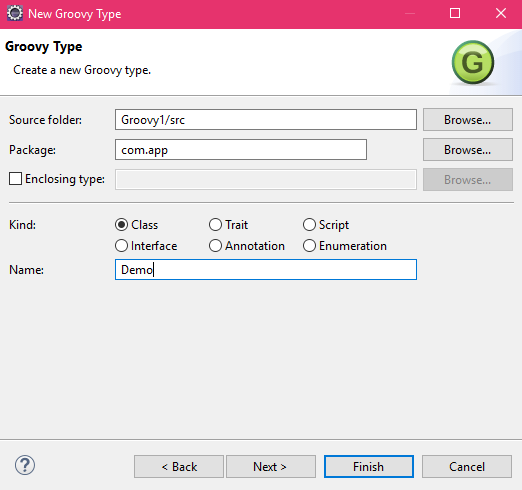 New Groovy Type
Groovy Type
Create a new Groovy type.
G
Source folder: Groovy1/src Browse...
Package: com.app Browse...
Enclosing type: Browse...
Kind: Class Trait Script
Interface Annotation Enumeration
Name: Demo
? < Back Next > Finish Cancel